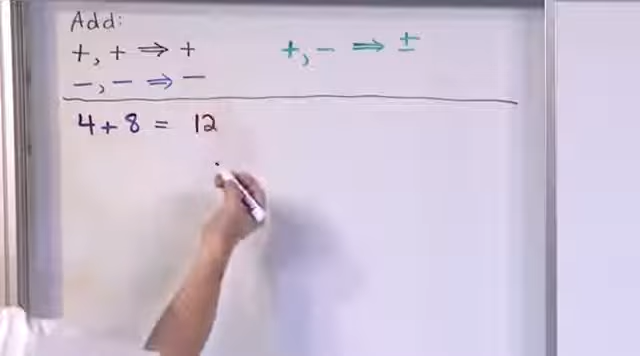 Add:
+, + ⇒ +
+, - ⇒ ±
-, - ⇒ -
4 + 8 = 12